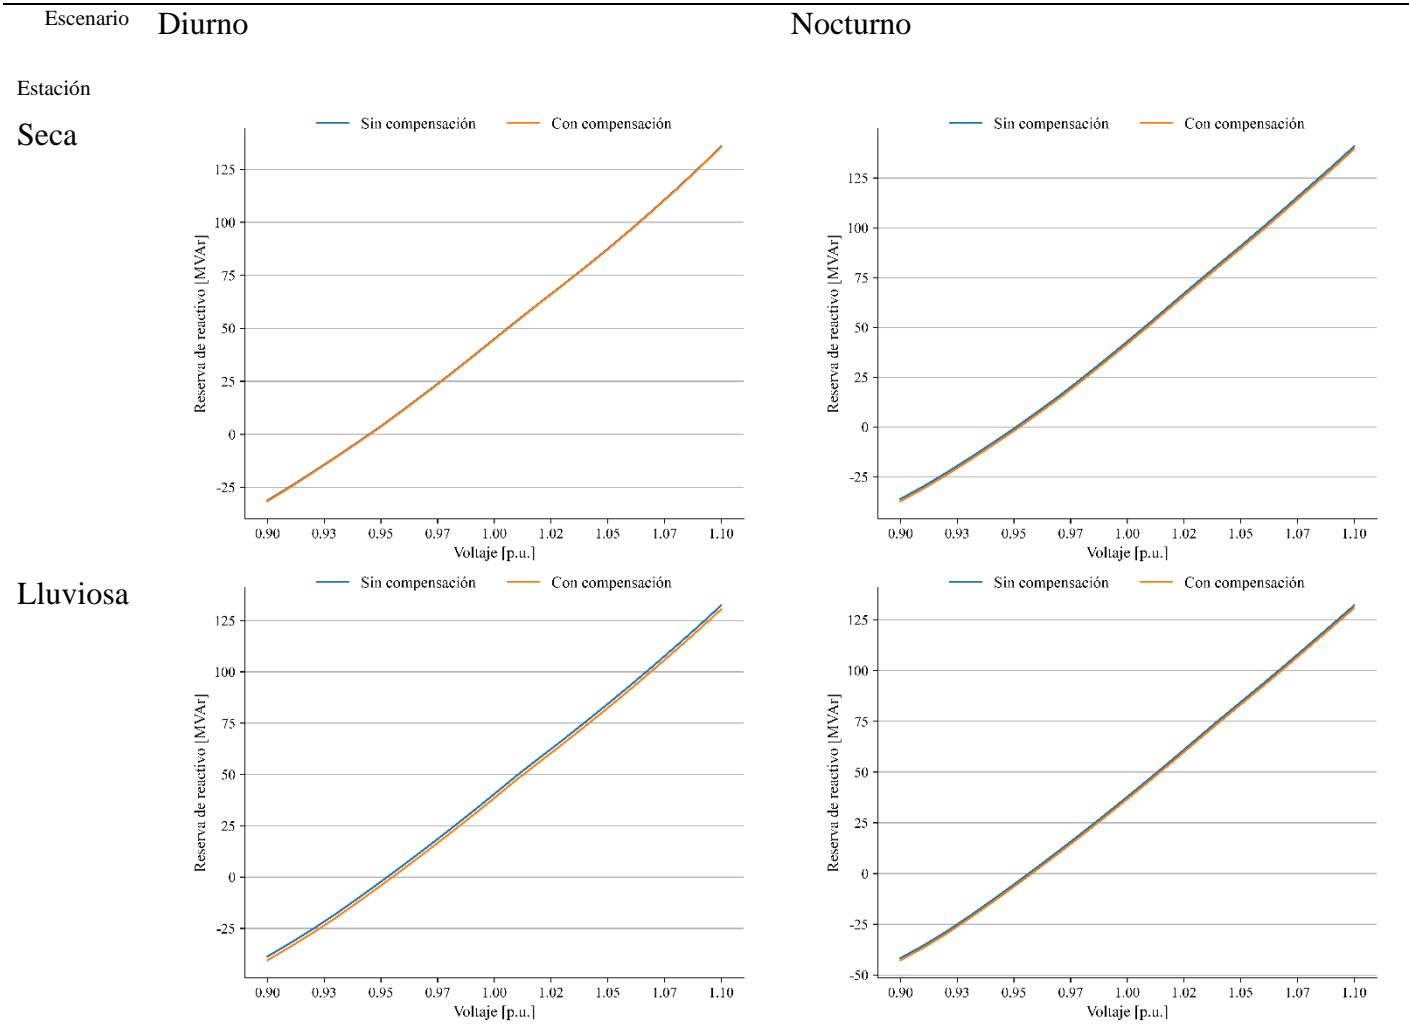 Escenario Diurno Nocturno
Estación
Seca
Sin compensación Con compensación
125
100
75
50
25
0
-25
Reserva de reactivo [MVAr]
0.90 0.93 0.95 0.97 1.00 1.02 1.05 1.07 1.10
Voltaje [p.u.]
Sin compensación Con compensación
125
100
75
50
25
0
-25
Reserva de reactivo [MVAr]
0.90 0.93 0.95 0.97 1.00 1.02 1.05 1.07 1.10
Voltaje [p.u.]
Lluviosa
Sin compensación Con compensación
125
100
75
50
25
0
-25
Reserva de reactivo [MVAr]
0.90 0.93 0.95 0.97 1.00 1.02 1.05 1.07 1.10
Voltaje [p.u.]
Sin compensación Con compensación
125
100
75
50
25
0
-25
-50
Reserva de reactivo [MVAr]
0.90 0.93 0.95 0.97 1.00 1.02 1.05 1.07 1.10
Voltaje [p.u.]